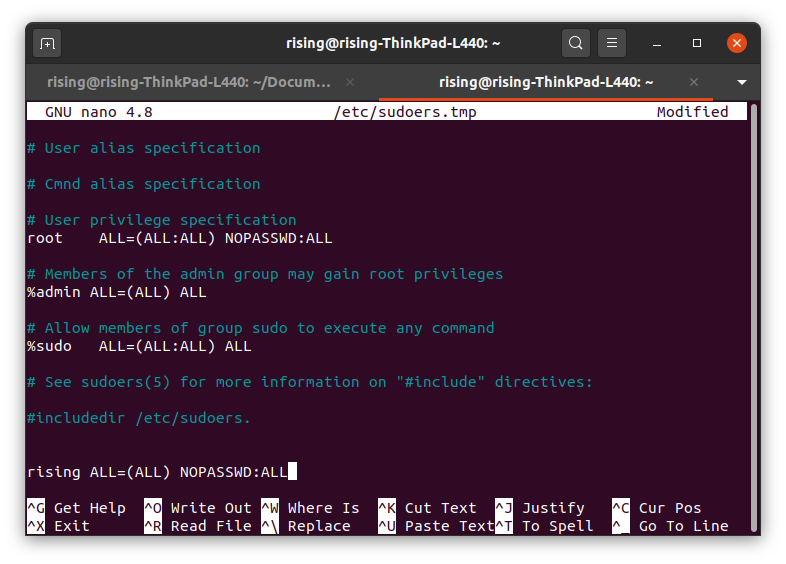 rising@rising-ThinkPad-L440: ~
rising@rising-ThinkPad-L440: ~/Docum...
rising@rising-ThinkPad-L440: ~
GNU nano 4.8 /etc/sudoers.tmp Modified
# User alias specification
# Cmnd alias specification
# User privilege specification
root    ALL=(ALL:ALL) NOPASSWD:ALL
# Members of the admin group may gain root privileges
%admin ALL=(ALL) ALL
# Allow members of group sudo to execute any command
%sudo   ALL=(ALL:ALL) ALL
# See sudoers(5) for more information on "#include" directives:
#includedir /etc/sudoers.
rising ALL=(ALL) NOPASSWD:ALL
^G Get Help  ^O Write Out ^W Where Is  ^K Cut Text  ^J Justify   ^C Cur Pos
^X Exit      ^R Read File ^\ Replace   ^U Paste Text^T To Spell  ^_ Go To Line